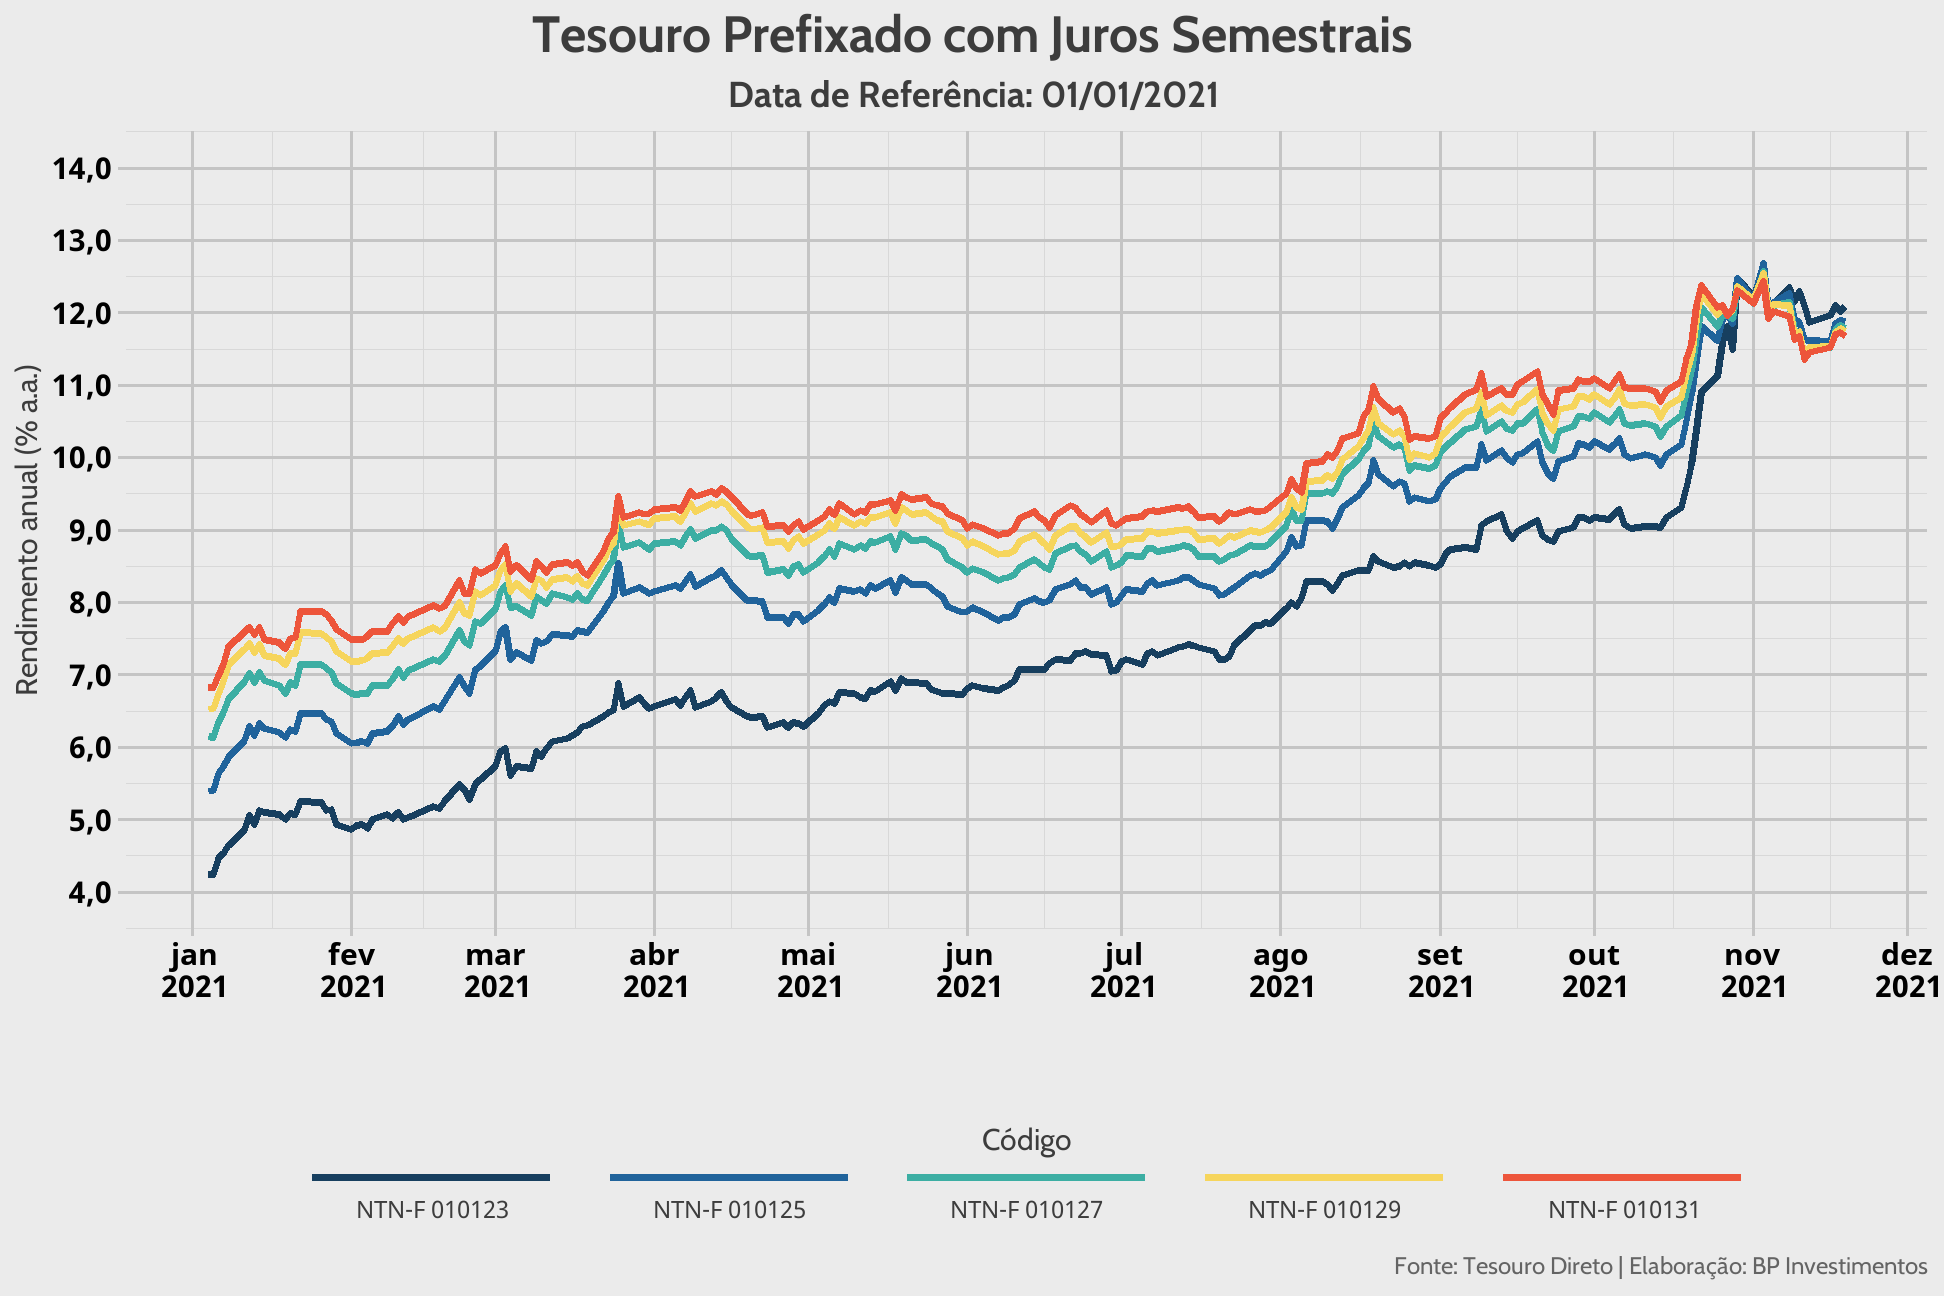 Tesouro Prefixado com Juros Semestrais
Data de Referência: 01/01/2021
Rendimento anual (% a.a.)
14,0
13,0
12,0
11,0
10,0
9,0
8,0
7,0
6,0
5,0
4,0
jan fev mar abr mai jun jul ago set out nov dez
2021 2021 2021 2021 2021 2021 2021 2021 2021 2021 2021 2021
Código
NTN-F 010123 NTN-F 010125 NTN-F 010127 NTN-F 010129 NTN-F 010131
Fonte: Tesouro Direto | Elaboração: BP Investimentos